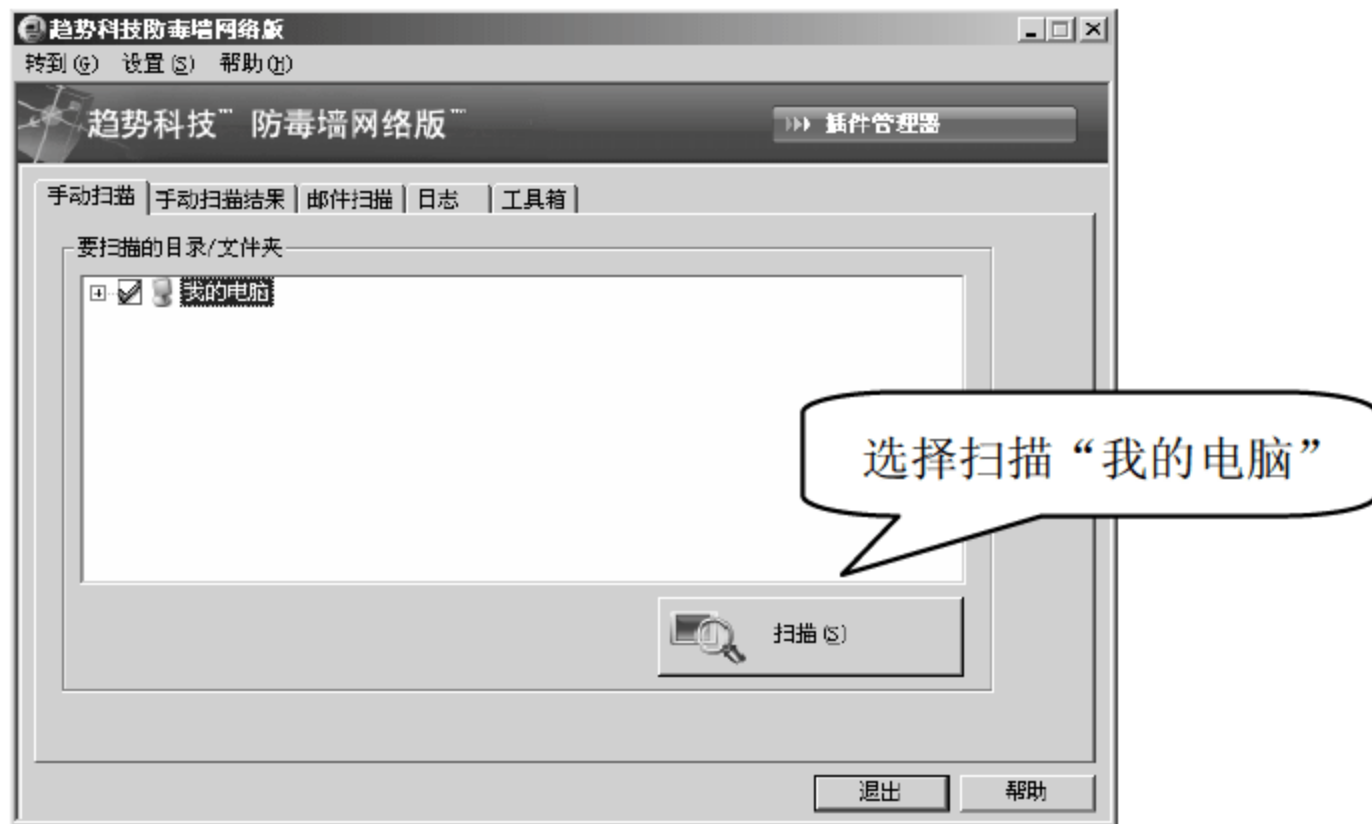 趋势科技防毒墙网络版
转到(G) 设置(S) 帮助(H)
趋势科技™ 防毒墙网络版™
插件管理器
手动扫描 手动扫描结果 邮件扫描 日志 工具箱
要扫描的目录/文件夹
我的电脑
选择扫描“我的电脑”
扫描(S)
退出 帮助